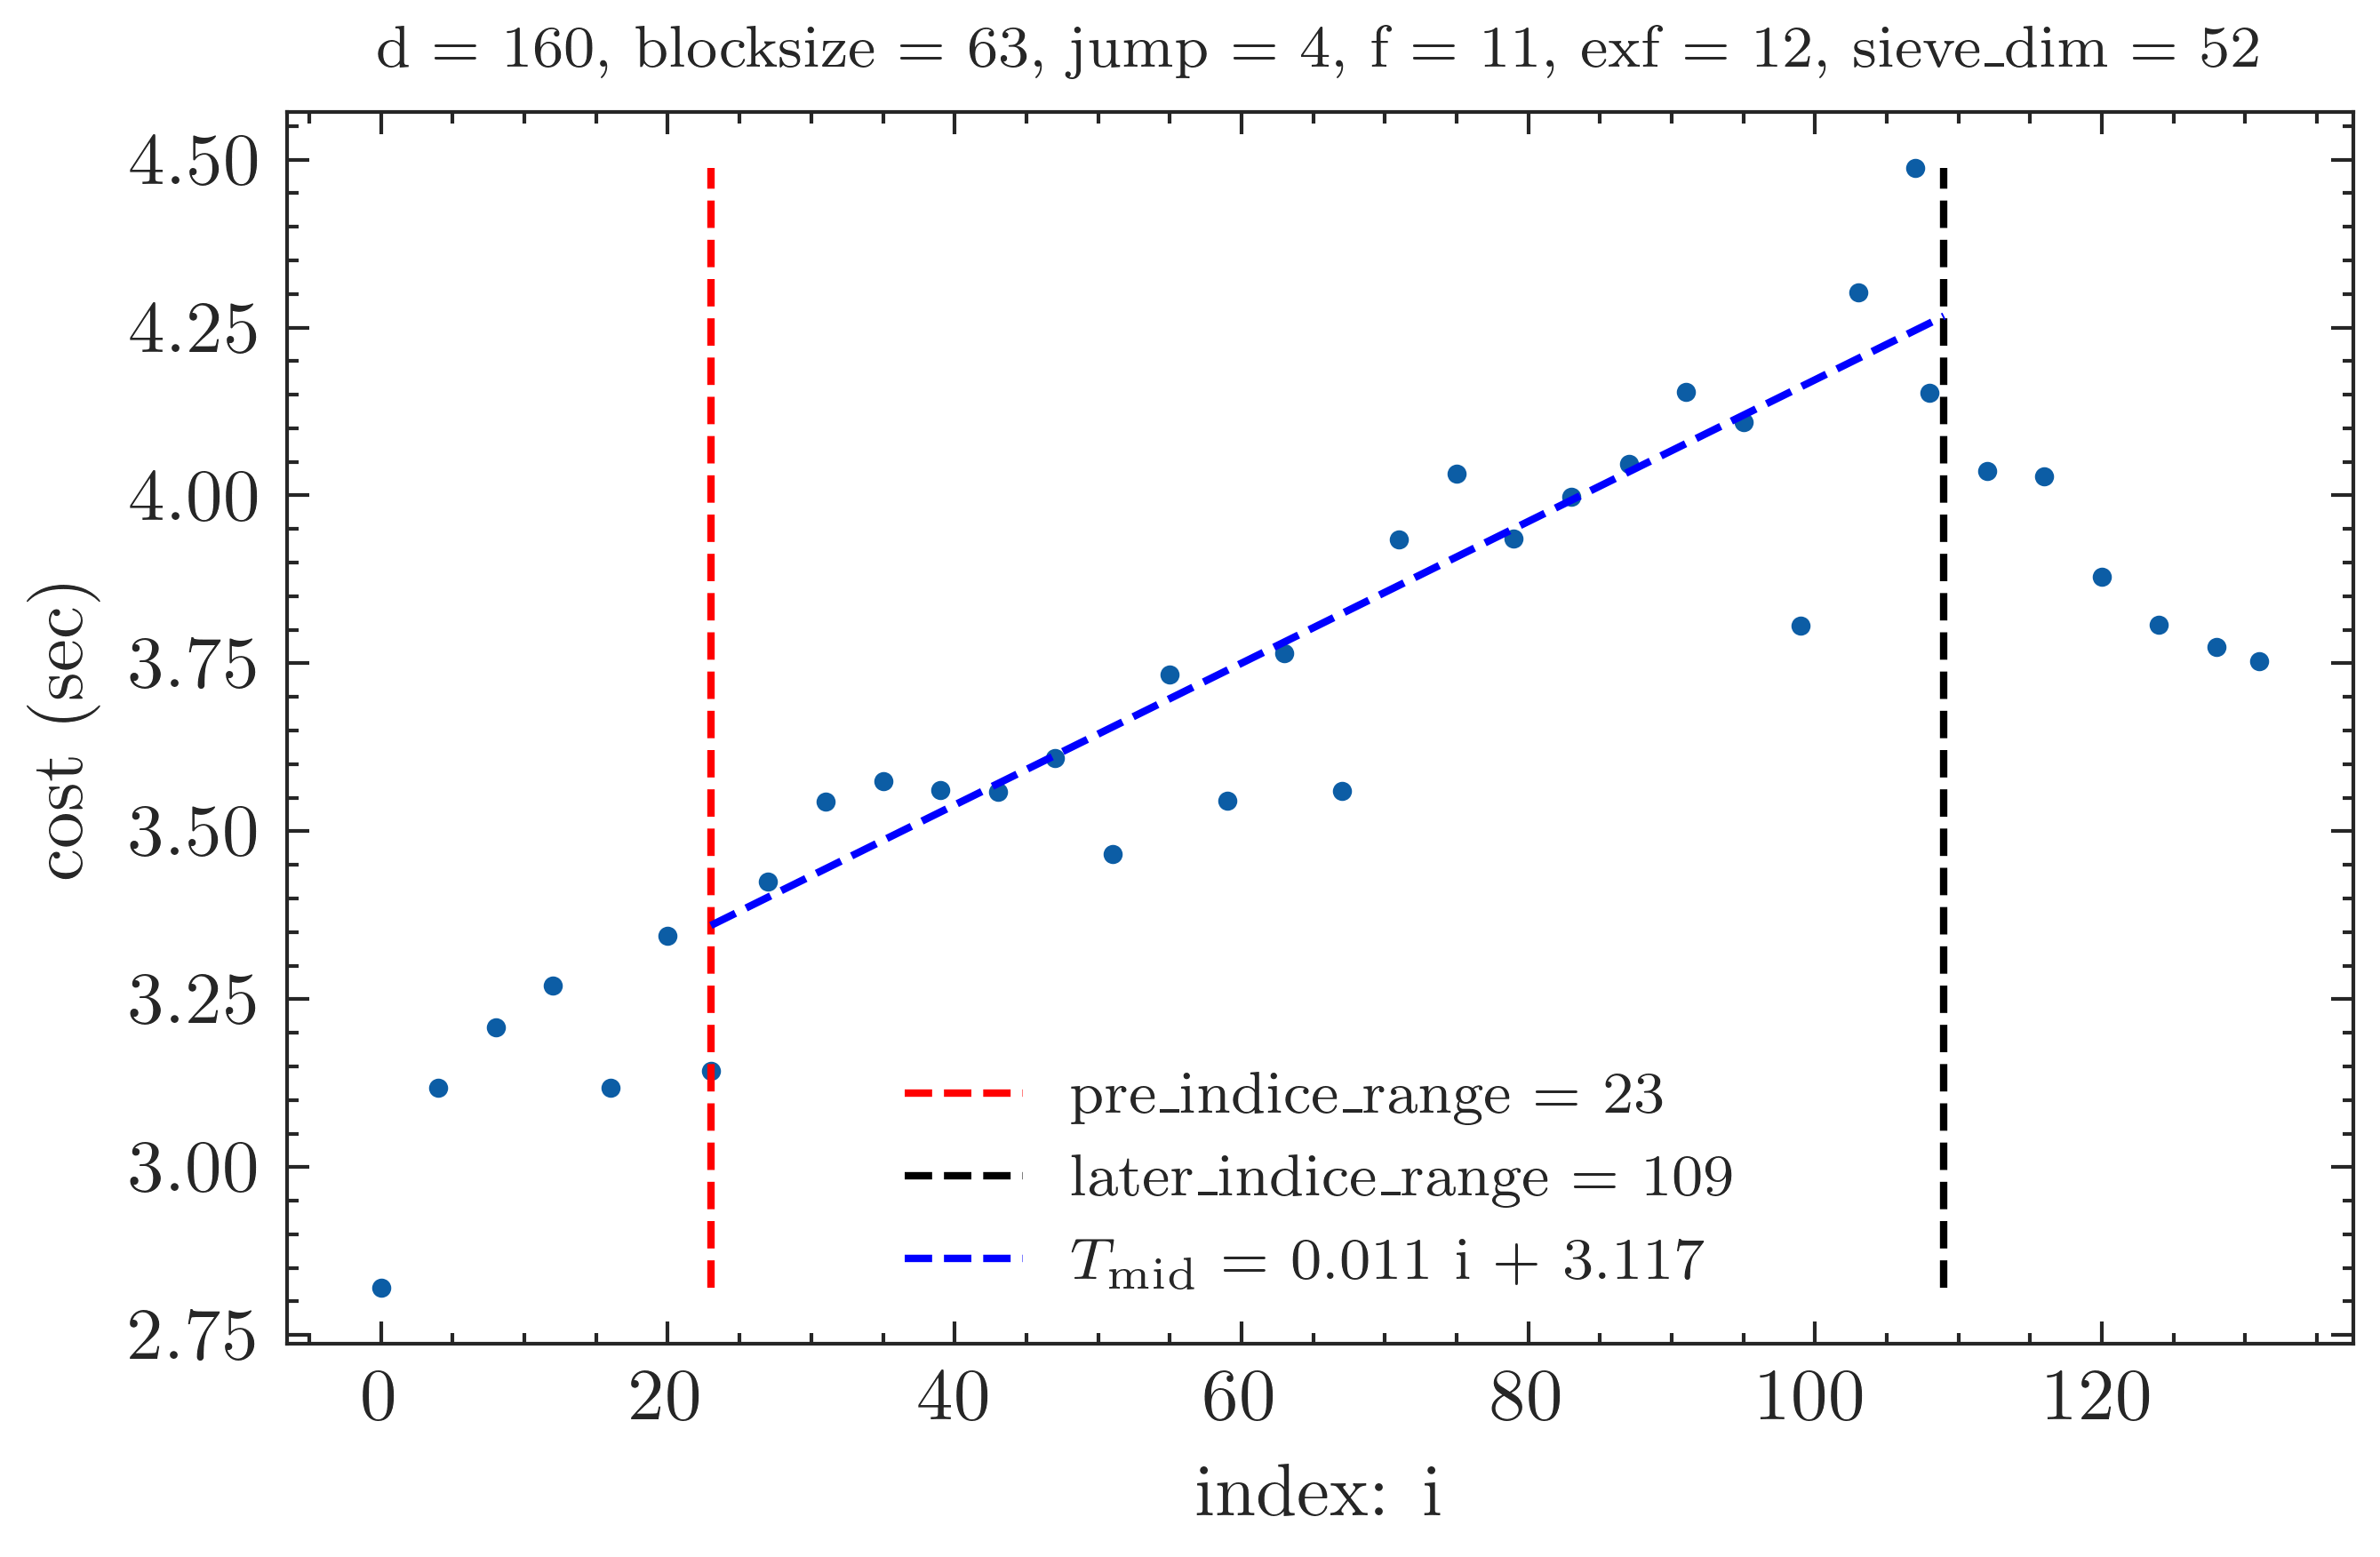 d = 160, blocksize = 63, jump = 4, f = 11, exf = 12, sieve_dim = 52
4.50
4.25
4.00
3.75
3.50
3.25
3.00
2.75
cost (sec)
pre_indice_range = 23
later_indice_range = 109
T_mid = 0.011 i + 3.117
0 20 40 60 80 100 120
index: i